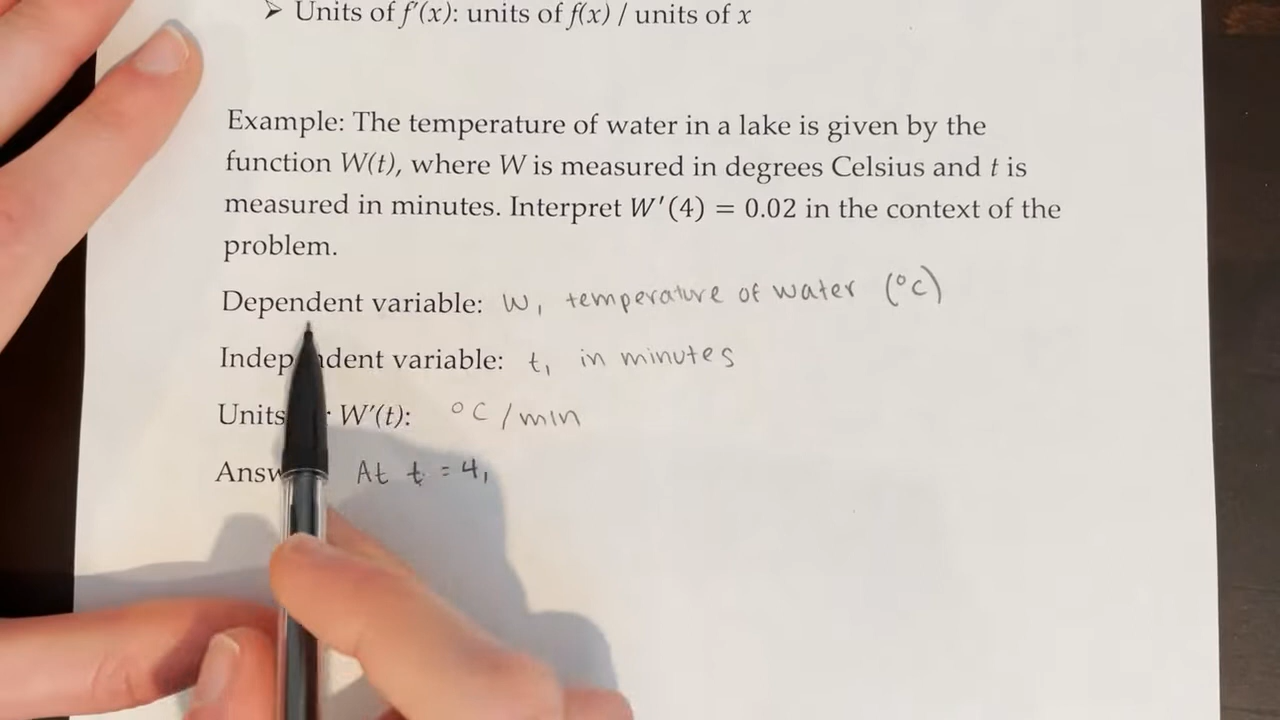 ➤ Units of f'(x): units of f(x) / units of x
Example: The temperature of water in a lake is given by the
function W(t), where W is measured in degrees Celsius and t is
measured in minutes. Interpret W'(4) = 0.02 in the context of the
problem.
Dependent variable: W, temperature of water (°C)
variable: t, in minutes
Units W'(t): °C/min
At t = 4,